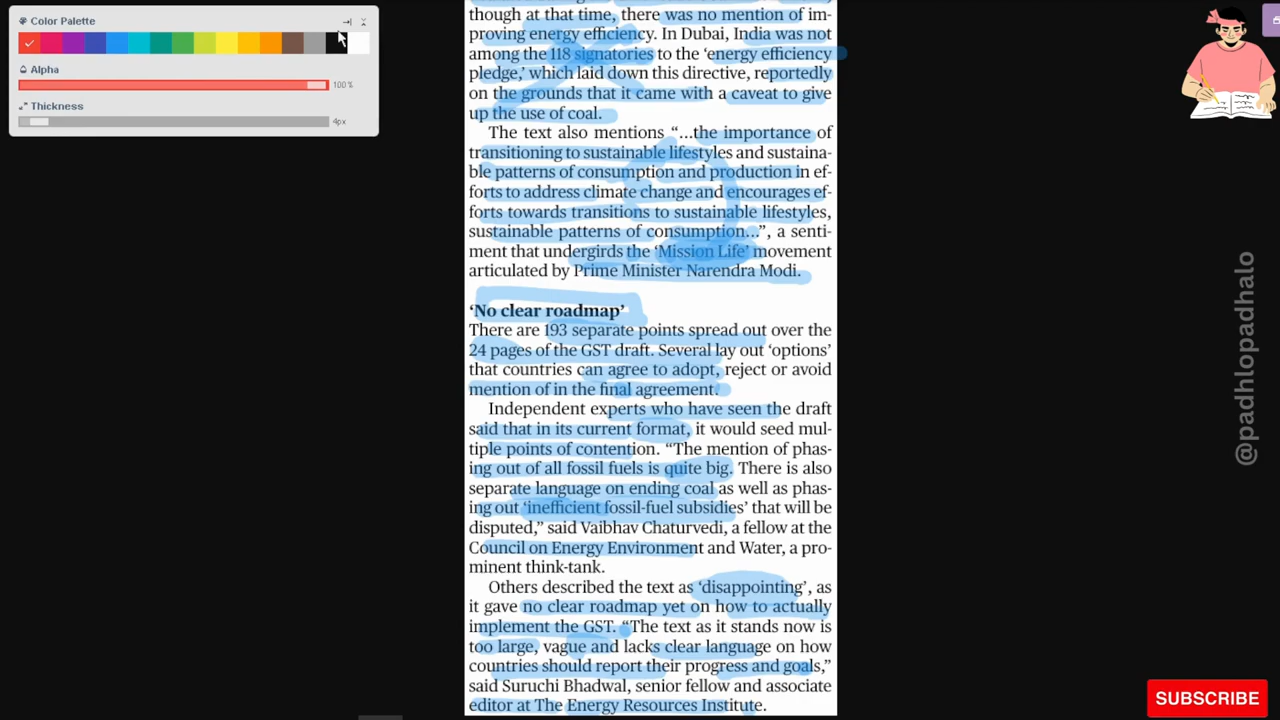 Color Palette
Alpha
100 %
Thickness
4px
though at that time, there was no mention of im-
proving energy efficiency. In Dubai, India was not
among the 118 signatories to the ‘energy efficiency
pledge,’ which laid down this directive, reportedly
on the grounds that it came with a caveat to give
up the use of coal.
The text also mentions “...the importance of
transitioning to sustainable lifestyles and sustaina-
ble patterns of consumption and production in ef-
forts to address climate change and encourages ef-
forts towards transitions to sustainable lifestyles,
sustainable patterns of consumption...”, a senti-
ment that undergirds the ‘Mission Life’ movement
articulated by Prime Minister Narendra Modi.
‘No clear roadmap’
There are 193 separate points spread out over the
24 pages of the GST draft. Several lay out ‘options’
that countries can agree to adopt, reject or avoid
mention of in the final agreement.
Independent experts who have seen the draft
said that in its current format, it would seed mul-
tiple points of contention. “The mention of phas-
ing out of all fossil fuels is quite big. There is also
separate language on ending coal as well as phas-
ing out ‘inefficient fossil-fuel subsidies’ that will be
disputed,” said Vaibhav Chaturvedi, a fellow at the
Council on Energy Environment and Water, a pro-
minent think-tank.
Others described the text as ‘disappointing’, as
it gave no clear roadmap yet on how to actually
implement the GST. “The text as it stands now is
too large, vague and lacks clear language on how
countries should report their progress and goals,”
said Suruchi Bhadwal, senior fellow and associate
editor at The Energy Resources Institute.
@padhlopadhalo
SUBSCRIBE